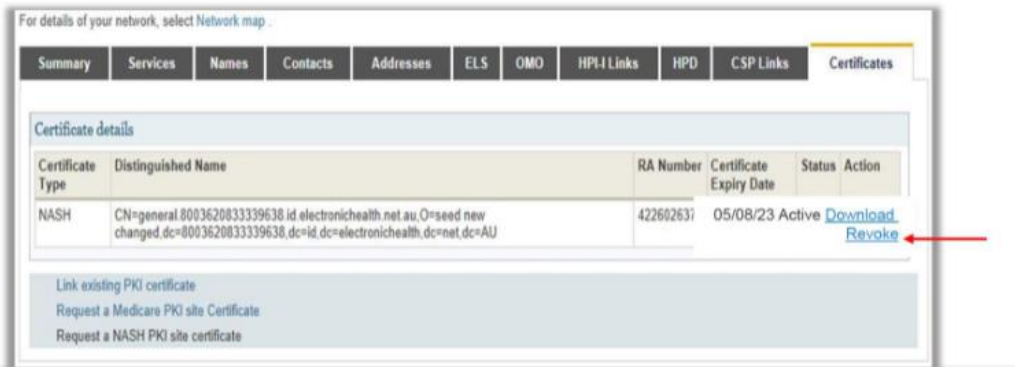 For details of your network, select Network map .
Summary Services Names Contacts Addresses ELS OMO HPI-I Links HPD CSP Links Certificates
Certificate details
Certificate Distinguished Name RA Number Certificate Status Action
Type Expiry Date
NASH CN=general.8003620833339638.id.electronichealth.net.au,O=seed new 422602637 05/08/23 Active Download
changed,dc=8003620833339638,dc=id,dc=electronichealth,dc=net,dc=AU Revoke
Link existing PKI certificate
Request a Medicare PKI site Certificate
Request a NASH PKI site certificate